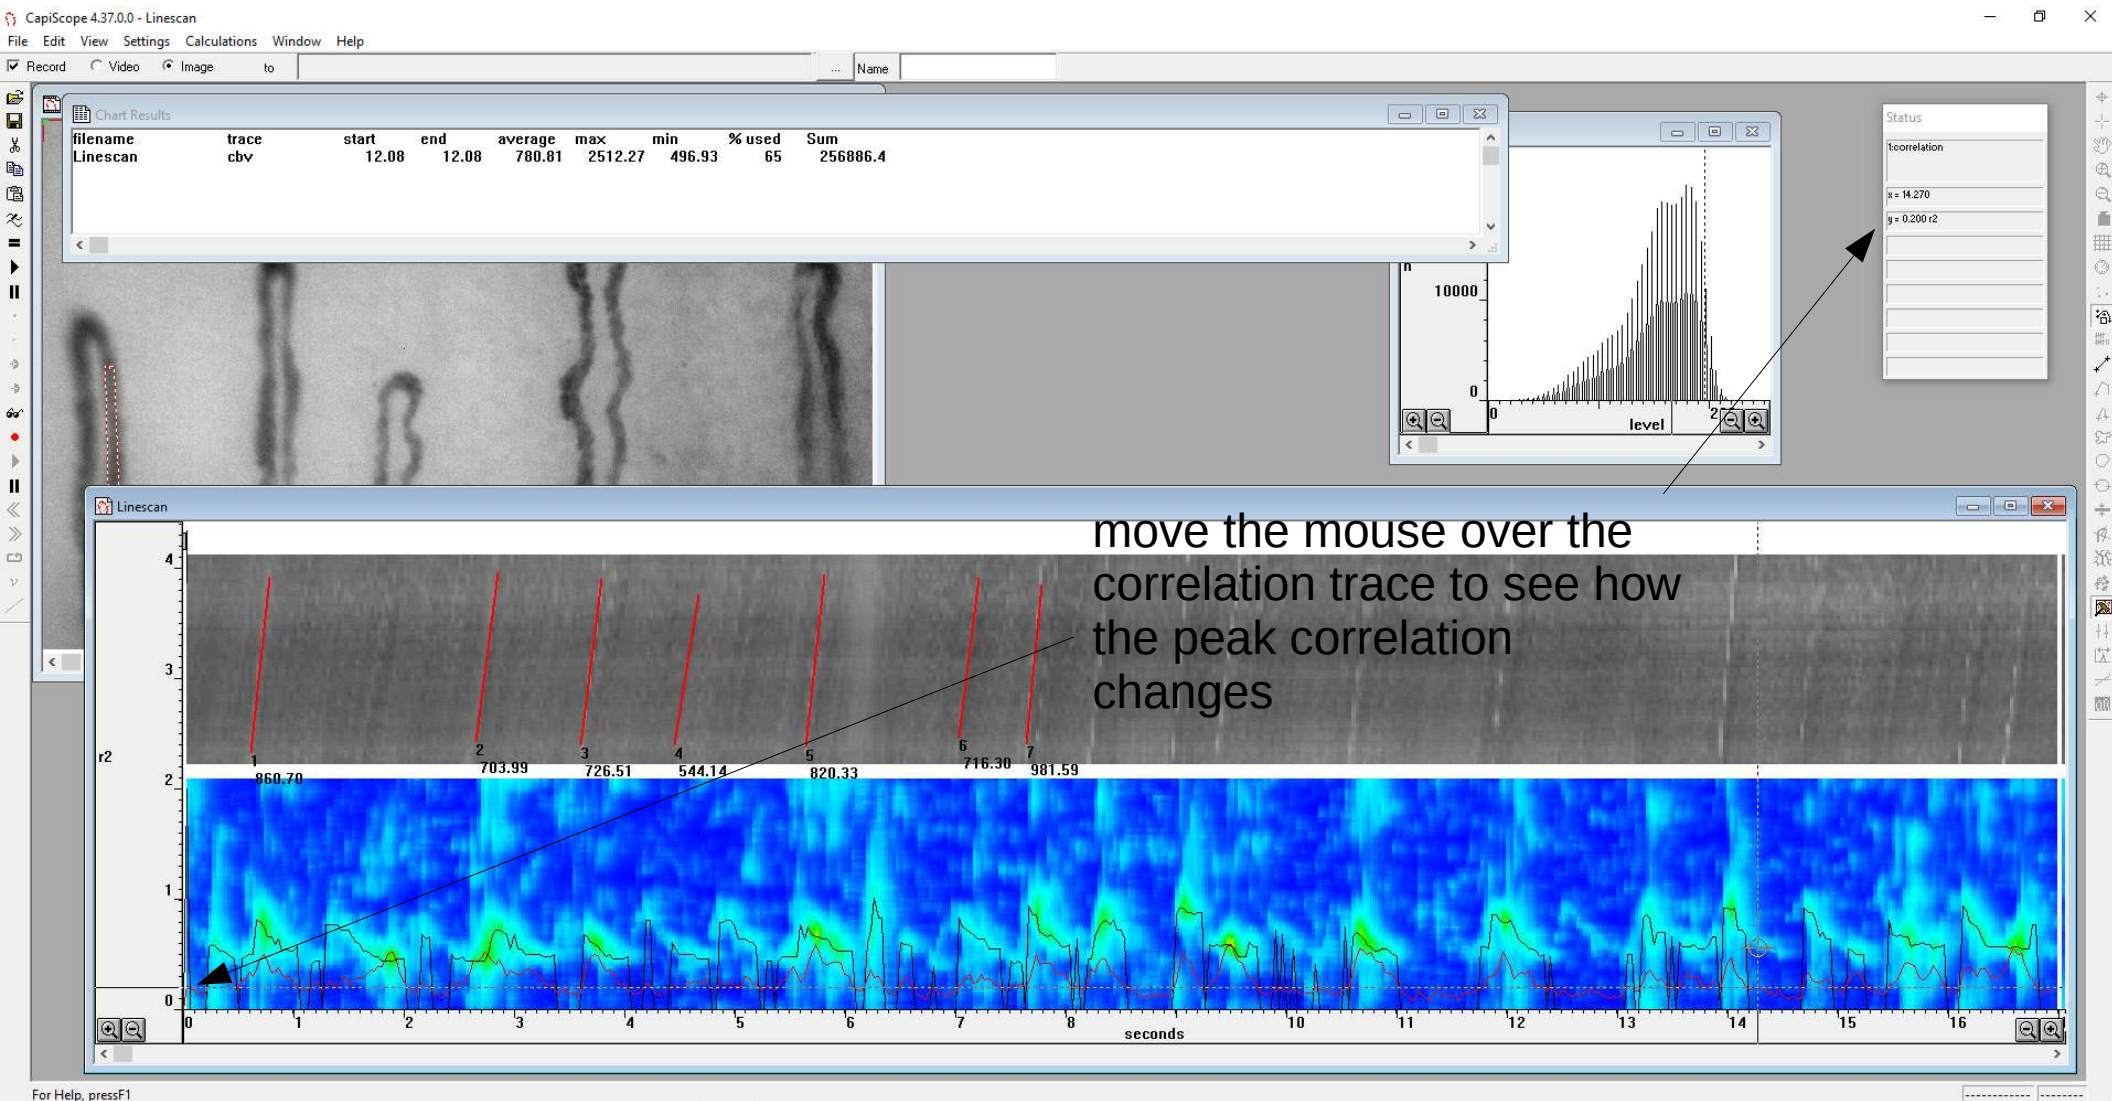 CapiScope 4.37.0.0 - Linescan
File Edit View Settings Calculations Window Help
Record Video Image to ... Name
Chart Results
filename trace start end average max min % used Sum
Linescan cbv 12.08 12.08 780.81 2512.27 496.93 65 256886.4
Status
1:correlation
x = 14.270
y = 0.200 r2
n
10000
0
0
level
Linescan
move the mouse over the
correlation trace to see how
the peak correlation
changes
4
3
r2
1 2 3 4 5 6 7
860.70 703.99 726.51 544.14 820.33 716.30 981.59
2
1
0
0 1 2 3 4 5 6 7 8 10 11 12 13 14 15 16
seconds
For Help, pressF1